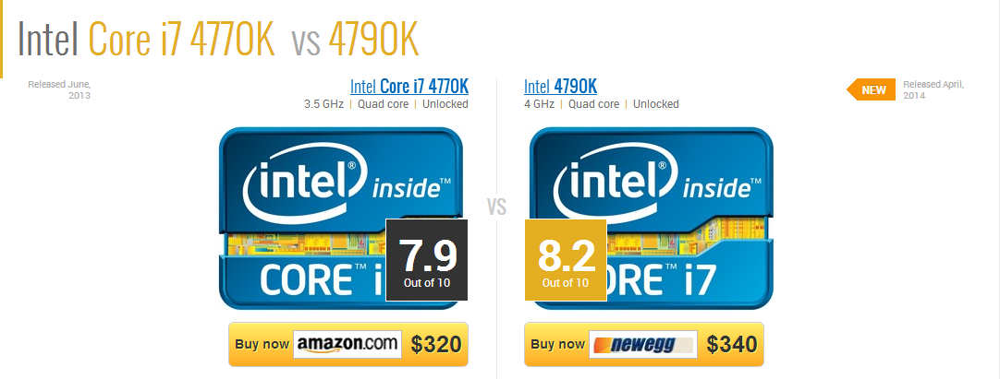 Intel Core i7 4770K vs 4790K
Released June, 2013
Intel Core i7 4770K
3.5 GHz | Quad core | Unlocked
intel® inside™
CORE™ i
7.9
Out of 10
Buy now amazon.com $320
VS
Intel 4790K
4 GHz | Quad core | Unlocked
NEW
Released April, 2014
intel® inside™
8.2
Out of 10
ORE™ i7
Buy now newegg $340